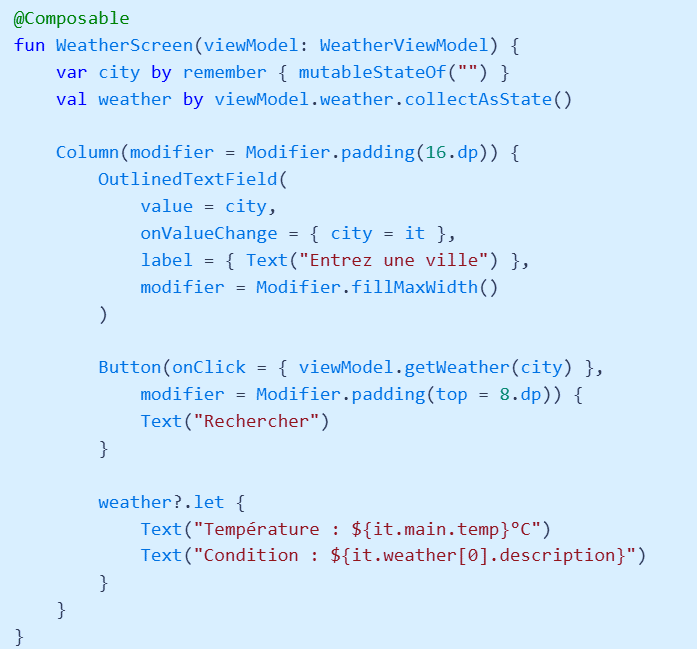 @Composable
fun WeatherScreen(viewModel: WeatherViewModel) {
    var city by remember { mutableStateOf("") }
    val weather by viewModel.weather.collectAsState()

    Column(modifier = Modifier.padding(16.dp)) {
        OutlinedTextField(
            value = city,
            onValueChange = { city = it },
            label = { Text("Entrez une ville") },
            modifier = Modifier.fillMaxWidth()
        )

        Button(onClick = { viewModel.getWeather(city) },
            modifier = Modifier.padding(top = 8.dp)) {
            Text("Rechercher")
        }

        weather?.let {
            Text("Température : ${it.main.temp}°C")
            Text("Condition : ${it.weather[0].description}")
        }
    }
}